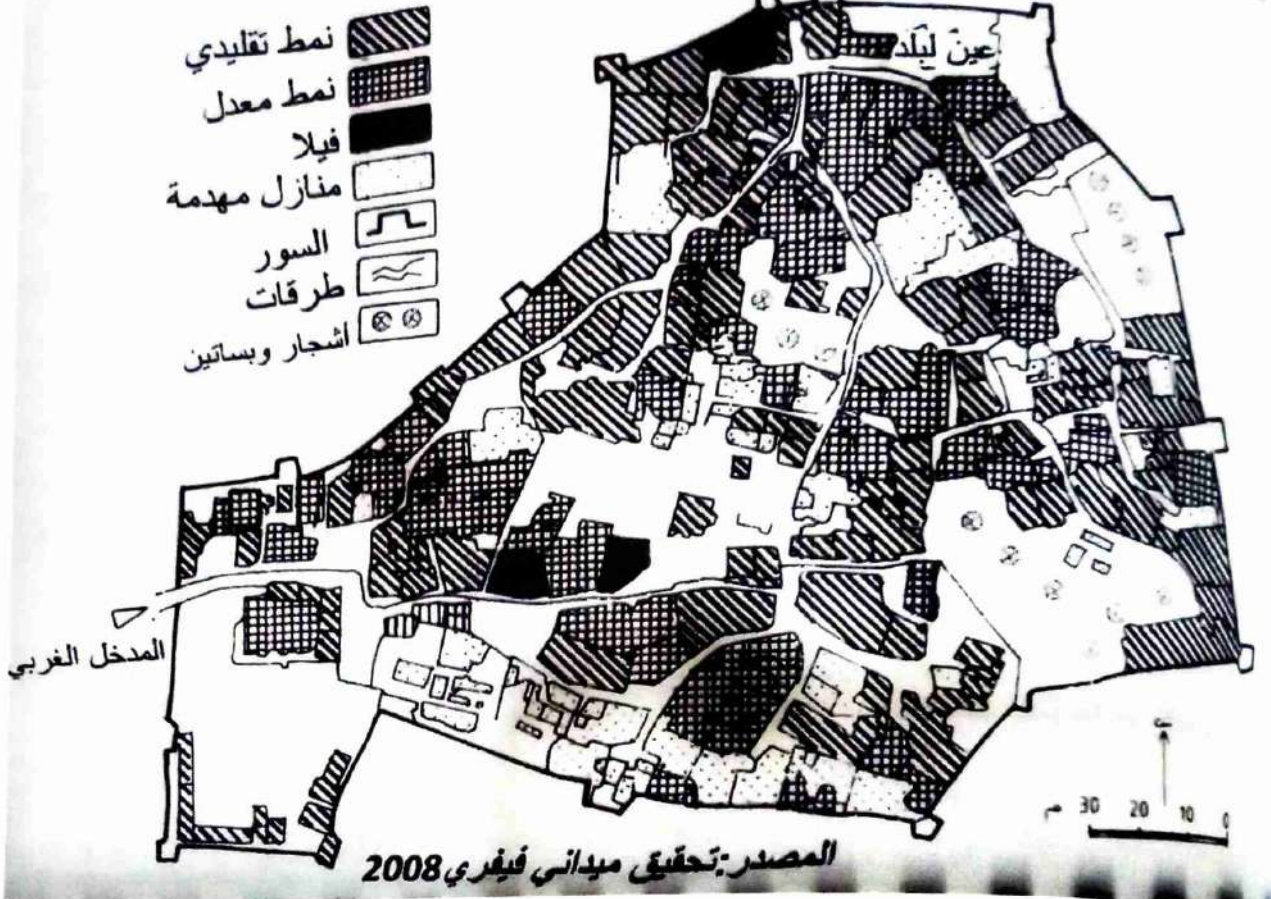 نمط تقليدي
نمط معدل
فيلا
منازل مهدمة
السور
طرقات
أشجار وبساتين
عين لبلد
المدخل الغربي
م 30 20 10 0
المصدر:تحقيق ميداني فيفري 2008